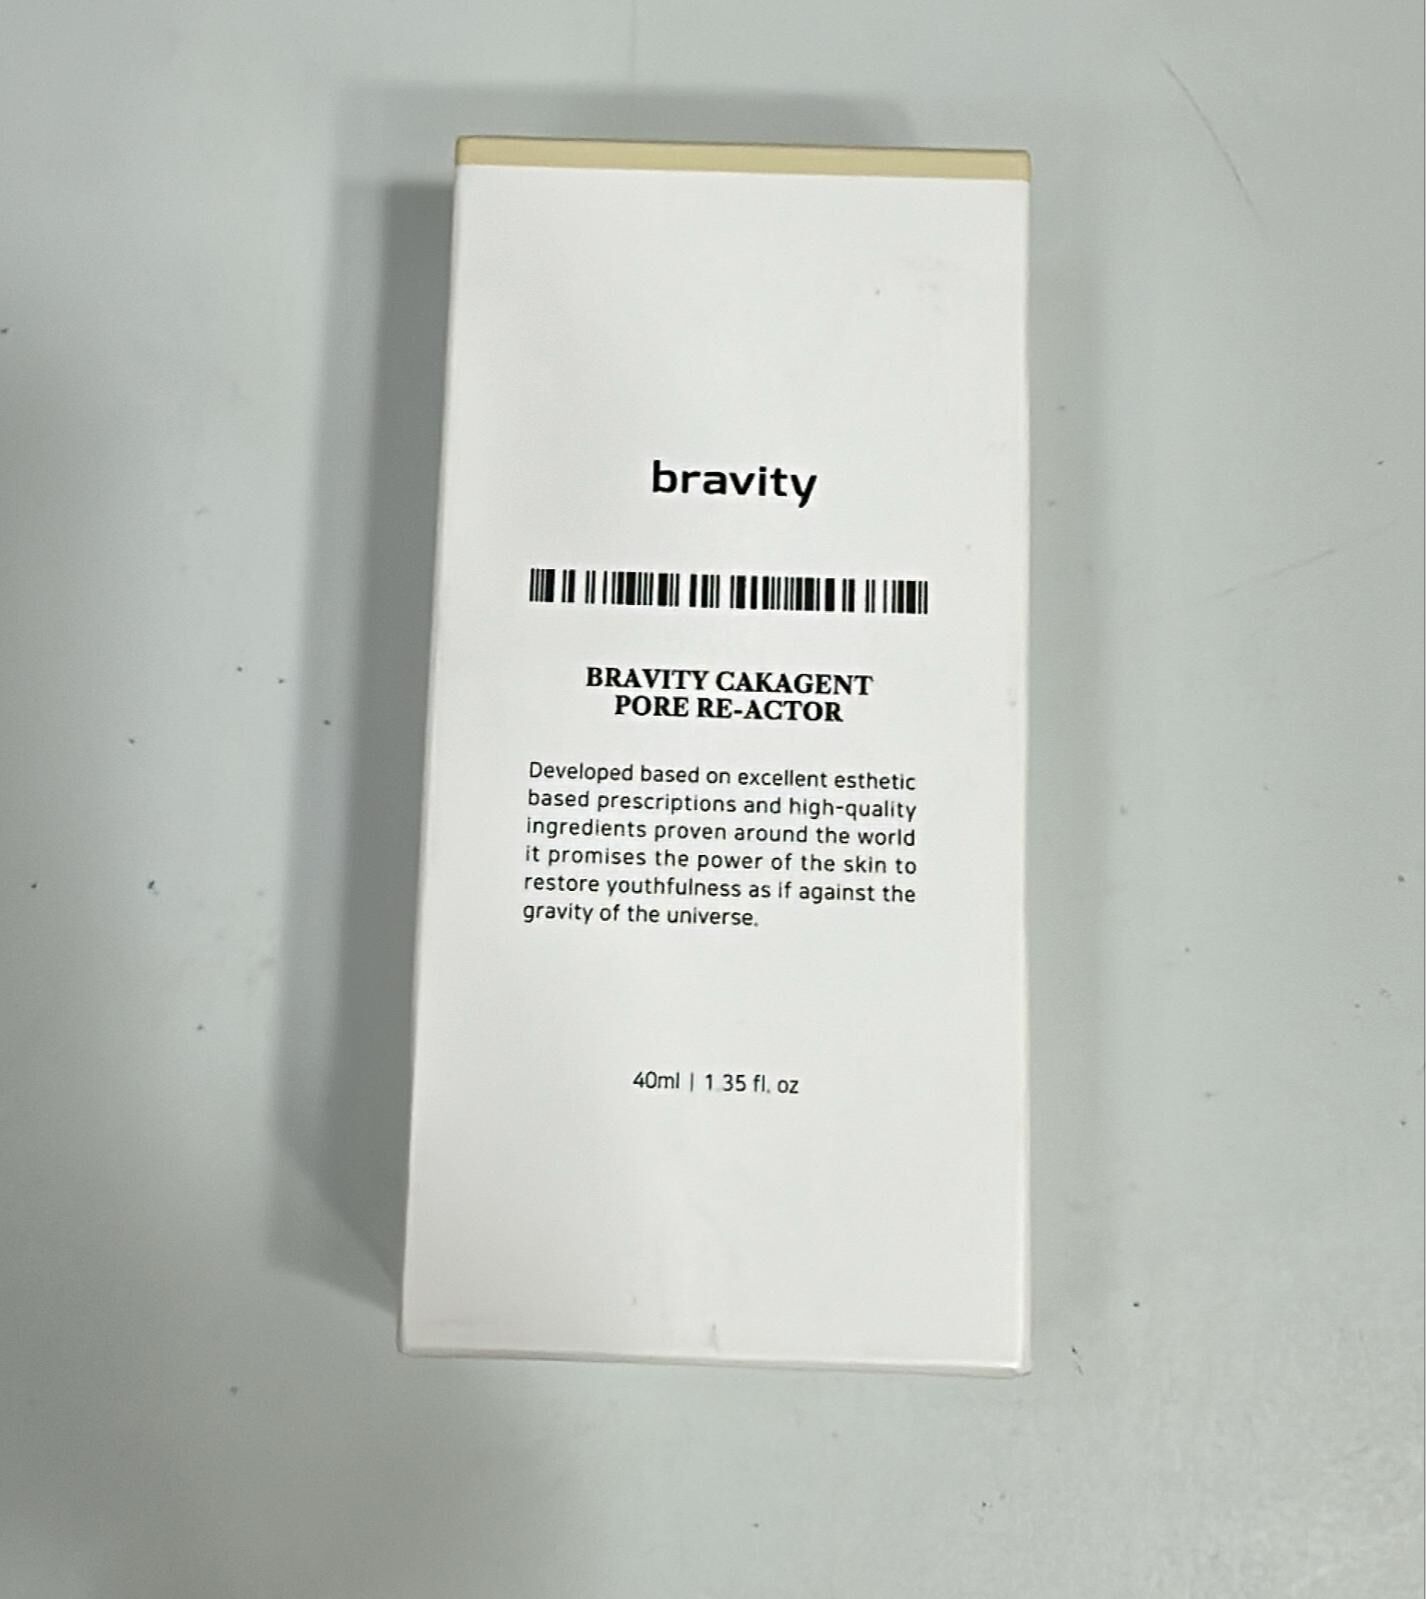 bravity
BRAVITY CAKAGENT
PORE RE-ACTOR
Developed based on excellent esthetic
based prescriptions and high-quality
ingredients proven around the world
it promises the power of the skin to
restore youthfulness as if against the
gravity of the universe.
40ml | 1 35 fl. oz